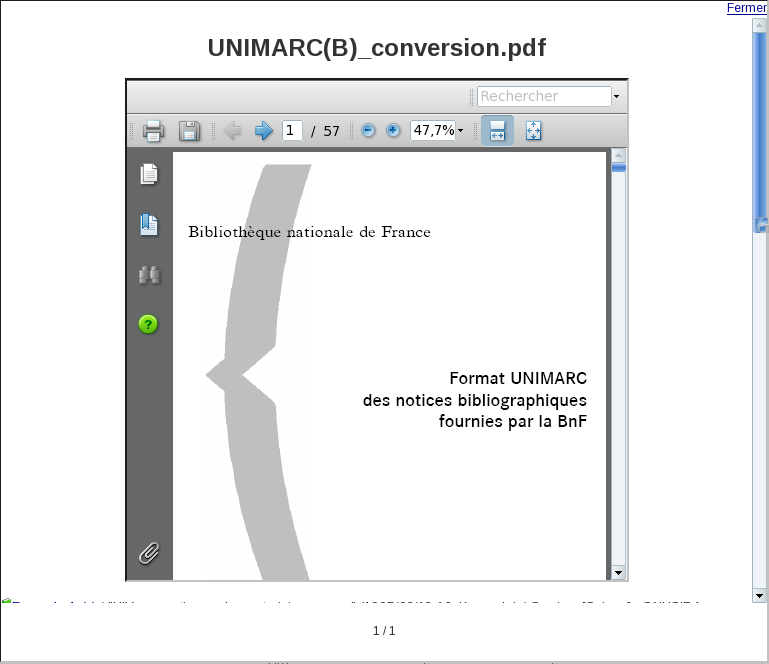 Fermer
UNIMARC(B)_conversion.pdf
Rechercher
1 / 57 47,7%
Bibliothèque nationale de France
Format UNIMARC
des notices bibliographiques
fournies par la BnF
1 / 1